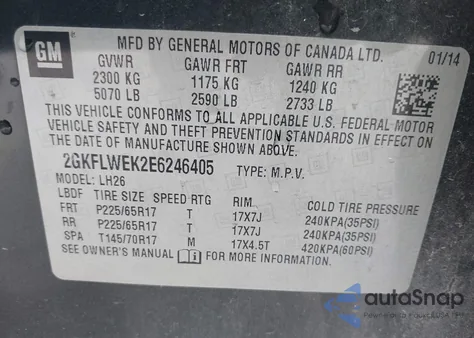 GM
MFD BY GENERAL MOTORS OF CANADA LTD.
01/14
GVWR GAWR FRT GAWR RR
2300 KG 1175 KG 1240 KG
5070 LB 2590 LB 2733 LB
THIS VEHICLE CONFORMS TO ALL APPLICABLE U.S. FEDERAL MOTOR
VEHICLE SAFETY AND THEFT PREVENTION STANDARDS IN EFFECT ON
THE DATE OF MANUFACTURE SHOWN ABOVE.
2GKFLWEK2E6246405 TYPE: M.P.V.
MODEL: LH26
LBDF TIRE SIZE SPEED RTG RIM COLD TIRE PRESSURE
FRT P225/65R17 T 17X7J 240KPA(35PSI)
RR P225/65R17 T 17X7J 240KPA(35PSI)
SPA T145/70R17 M 17X4.5T 420KPA(60PSI)
SEE OWNER'S MANUAL FOR MORE INFORMATION.
autoSnap